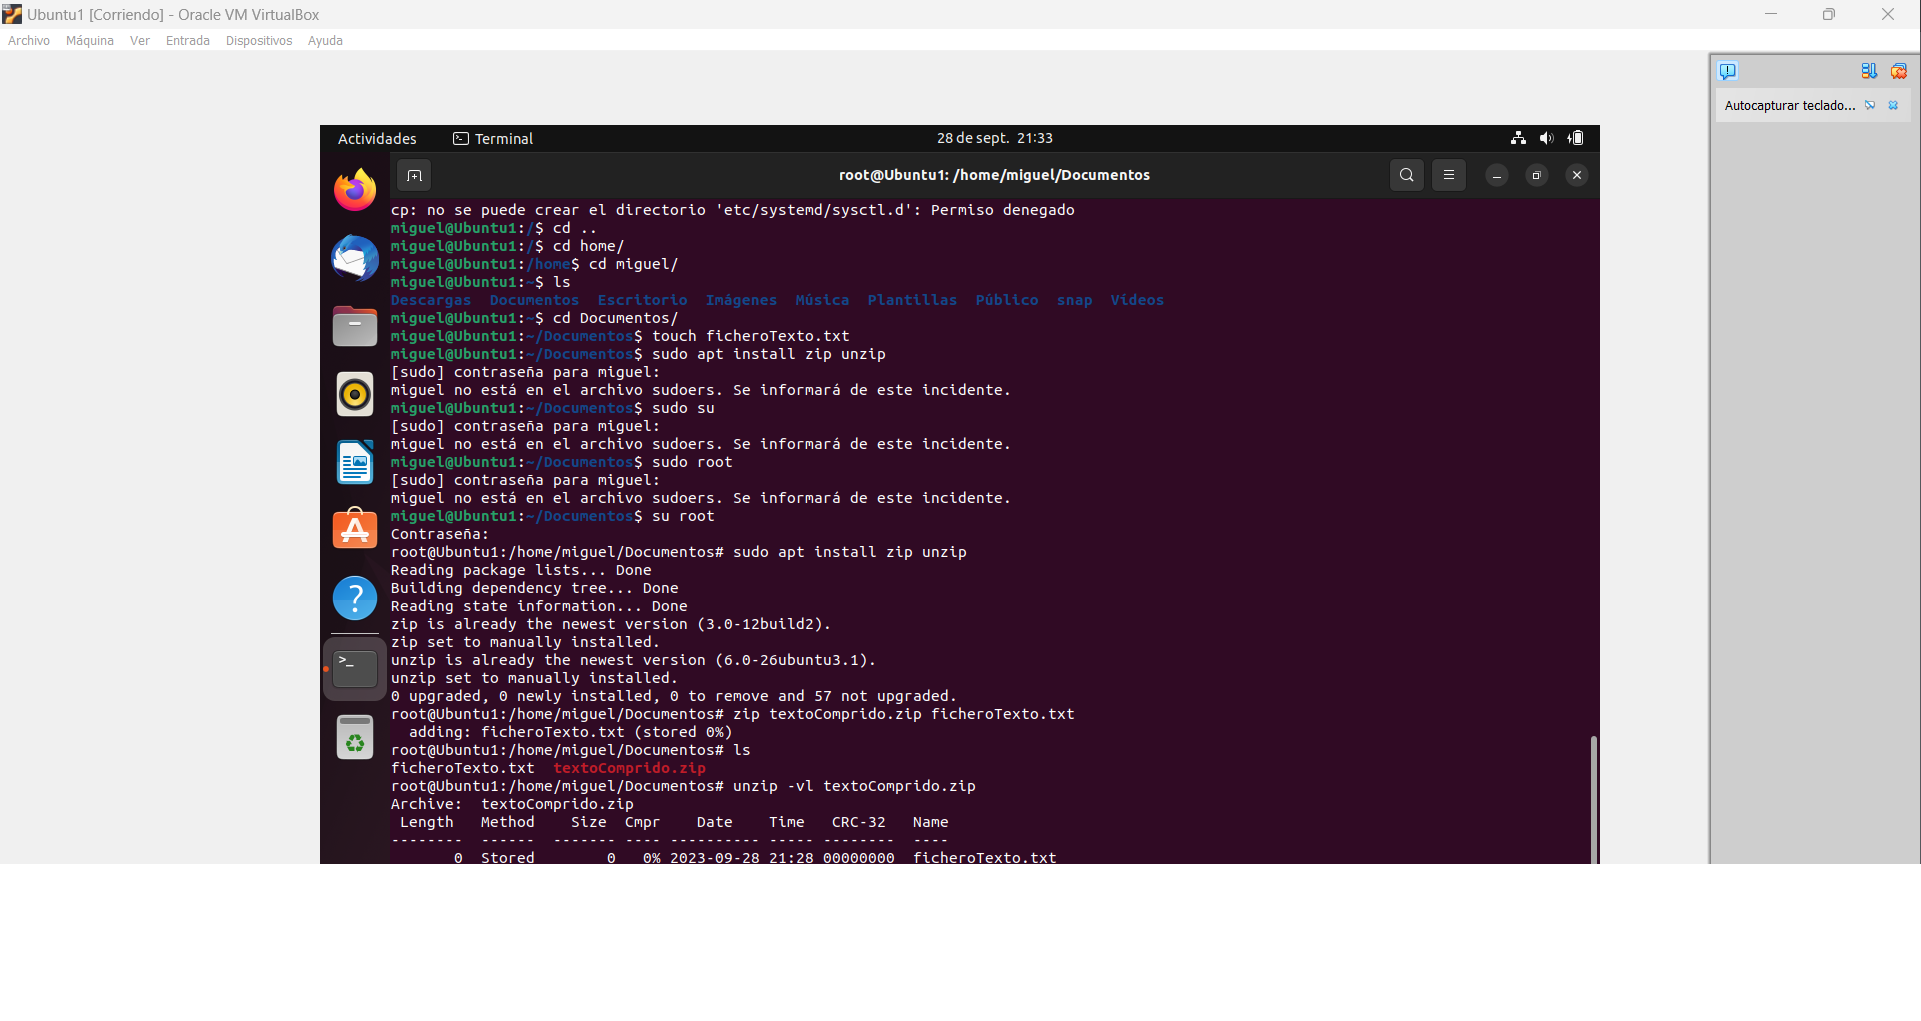 Ubuntu1 [Corriendo] - Oracle VM VirtualBox
Archivo Máquina Ver Entrada Dispositivos Ayuda
Autocapturar teclado...
Actividades Terminal 28 de sept. 21:33
root@Ubuntu1: /home/miguel/Documentos
cp: no se puede crear el directorio 'etc/systemd/sysctl.d': Permiso denegado
miguel@Ubuntu1:/$ cd ..
miguel@Ubuntu1:/$ cd home/
miguel@Ubuntu1:/home$ cd miguel/
miguel@Ubuntu1:~$ ls
Descargas Documentos Escritorio Imágenes Música Plantillas Público snap Vídeos
miguel@Ubuntu1:~$ cd Documentos/
miguel@Ubuntu1:~/Documentos$ touch ficheroTexto.txt
miguel@Ubuntu1:~/Documentos$ sudo apt install zip unzip
[sudo] contraseña para miguel:
miguel no está en el archivo sudoers. Se informará de este incidente.
miguel@Ubuntu1:~/Documentos$ sudo su
[sudo] contraseña para miguel:
miguel no está en el archivo sudoers. Se informará de este incidente.
miguel@Ubuntu1:~/Documentos$ sudo root
[sudo] contraseña para miguel:
miguel no está en el archivo sudoers. Se informará de este incidente.
miguel@Ubuntu1:~/Documentos$ su root
Contraseña:
root@Ubuntu1:/home/miguel/Documentos# sudo apt install zip unzip
Reading package lists... Done
Building dependency tree... Done
Reading state information... Done
zip is already the newest version (3.0-12build2).
zip set to manually installed.
unzip is already the newest version (6.0-26ubuntu3.1).
unzip set to manually installed.
0 upgraded, 0 newly installed, 0 to remove and 57 not upgraded.
root@Ubuntu1:/home/miguel/Documentos# zip textoComprido.zip ficheroTexto.txt
  adding: ficheroTexto.txt (stored 0%)
root@Ubuntu1:/home/miguel/Documentos# ls
ficheroTexto.txt textoComprido.zip
root@Ubuntu1:/home/miguel/Documentos# unzip -vl textoComprido.zip
Archive:  textoComprido.zip
 Length   Method    Size  Cmpr    Date    Time   CRC-32   Name
--------  ------  ------- ---- ---------- ----- --------  ----
       0  Stored        0   0% 2023-09-28 21:28 00000000  ficheroTexto.txt